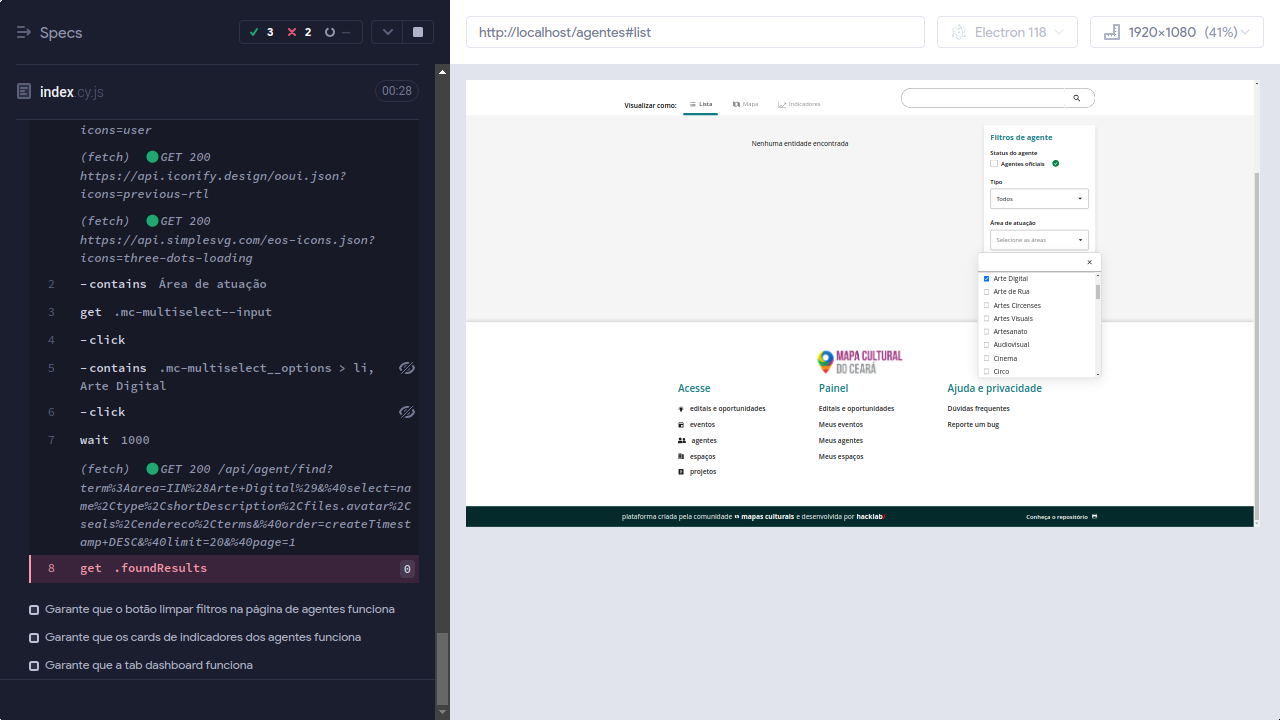 Specs
3
2
--
index.cy.js
00:28
icons=user
(fetch) GET 200
https://api.iconify.design/ooui.json?
icons=previous-rtl
(fetch) GET 200
https://api.simplesvg.com/eos-icons.json?
icons=three-dots-loading
2 -contains Área de atuação
3 get .mc-multiselect--input
4 -click
5 -contains .mc-multiselect__options > li,
Arte Digital
6 -click
7 wait 1000
(fetch) GET 200 /api/agent/find?
term%3Aarea=IIN%28Arte+Digital%29&%40select=na
me%2Ctype%2CshortDescription%2Cfiles.avatar%2C
seals%2Cendereco%2Cterms&%40order=createTimest
amp+DESC&%40limit=20&%40page=1
8 get .foundResults 0
Garante que o botão limpar filtros na página de agentes funciona
Garante que os cards de indicadores dos agentes funciona
Garante que a tab dashboard funciona
http://localhost/agentes#list
Electron 118
1920×1080 (41%)
Visualizar como: Lista Mapa Indicadores
Nenhuma entidade encontrada
Filtros de agente
Status do agente
Agentes oficiais
Tipo
Todos
Área de atuação
Selecione as áreas
×
Arte Digital
Arte de Rua
Artes Circenses
Artes Visuais
Artesanato
Audiovisual
Cinema
Circo
MAPA CULTURAL
DO CEARÁ
Acesse
editais e oportunidades
eventos
agentes
espaços
projetos
Painel
Editais e oportunidades
Meus eventos
Meus agentes
Meus espaços
Ajuda e privacidade
Dúvidas frequentes
Reporte um bug
plataforma criada pela comunidade mapas culturais e desenvolvida por hacklab/
Conheça o repositório